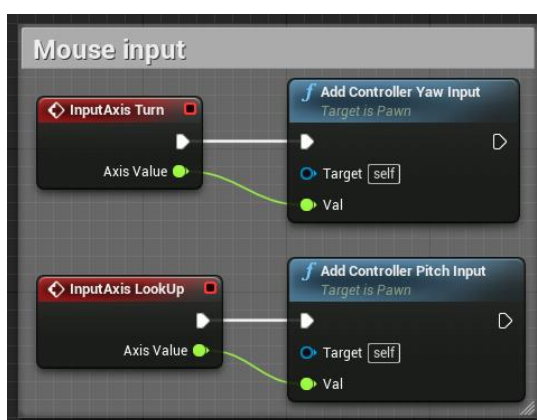 Mouse input
InputAxis Turn
Axis Value
Add Controller Yaw Input
Target is Pawn
Target self
Val
InputAxis LookUp
Axis Value
Add Controller Pitch Input
Target is Pawn
Target self
Val